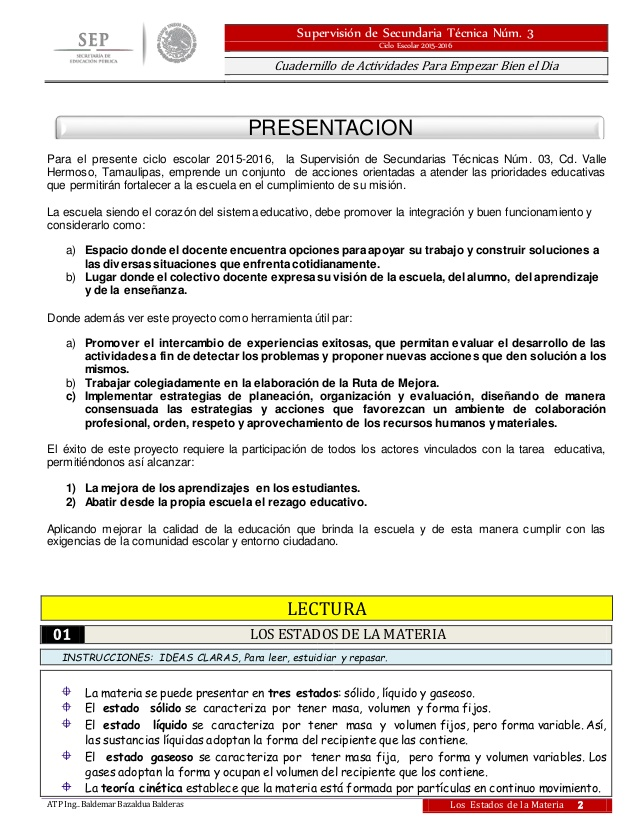 SEP
SECRETARÍA DE
EDUCACIÓN PÚBLICA
Supervisión de Secundaria Técnica Núm. 3
Ciclo Escolar 2015-2016
Cuadernillo de Actividades Para Empezar Bien el Día
PRESENTACION
Para el presente ciclo escolar 2015-2016, la Supervisión de Secundarias Técnicas Núm. 03, Cd. Valle
Hermoso, Tamaulipas, emprende un conjunto de acciones orientadas a atender las prioridades educativas
que permitirán fortalecer a la escuela en el cumplimiento de su misión.
La escuela siendo el corazón del sistema educativo, debe promover la integración y buen funcionamiento y
considerarlo como:
a) Espacio donde el docente encuentra opciones para apoyar su trabajo y construir soluciones a
las diversas situaciones que enfrenta cotidianamente.
b) Lugar donde el colectivo docente expresa su visión de la escuela, del alumno, del aprendizaje
y de la enseñanza.
Donde además ver este proyecto como herramienta útil par:
a) Promover el intercambio de experiencias exitosas, que permitan evaluar el desarrollo de las
actividades a fin de detectar los problemas y proponer nuevas acciones que den solución a los
mismos.
b) Trabajar colegiadamente en la elaboración de la Ruta de Mejora.
c) Implementar estrategias de planeación, organización y evaluación, diseñando de manera
consensuada las estrategias y acciones que favorezcan un ambiente de colaboración
profesional, orden, respeto y aprovechamiento de los recursos humanos y materiales.
El éxito de este proyecto requiere la participación de todos los actores vinculados con la tarea educativa,
permitiéndonos así alcanzar:
1) La mejora de los aprendizajes en los estudiantes.
2) Abatir desde la propia escuela el rezago educativo.
Aplicando mejorar la calidad de la educación que brinda la escuela y de esta manera cumplir con las
exigencias de la comunidad escolar y entorno ciudadano.
LECTURA
01 LOS ESTADOS DE LA MATERIA
INSTRUCCIONES: IDEAS CLARAS, Para leer, estuidiar y repasar.
La materia se puede presentar en tres estados: sólido, líquido y gaseoso.
El estado sólido se caracteriza por tener masa, volumen y forma fijos.
El estado líquido se caracteriza por tener masa y volumen fijos, pero forma variable. Así,
las sustancias líquidas adoptan la forma del recipiente que las contiene.
El estado gaseoso se caracteriza por tener masa fija, pero forma y volumen variables. Los
gases adoptan la forma y ocupan el volumen del recipiente que los contiene.
La teoría cinética establece que la materia está formada por partículas en continuo movimiento.
ATP Ing.. Baldemar Bazaldua Balderas
Los Estados de la Materia 2